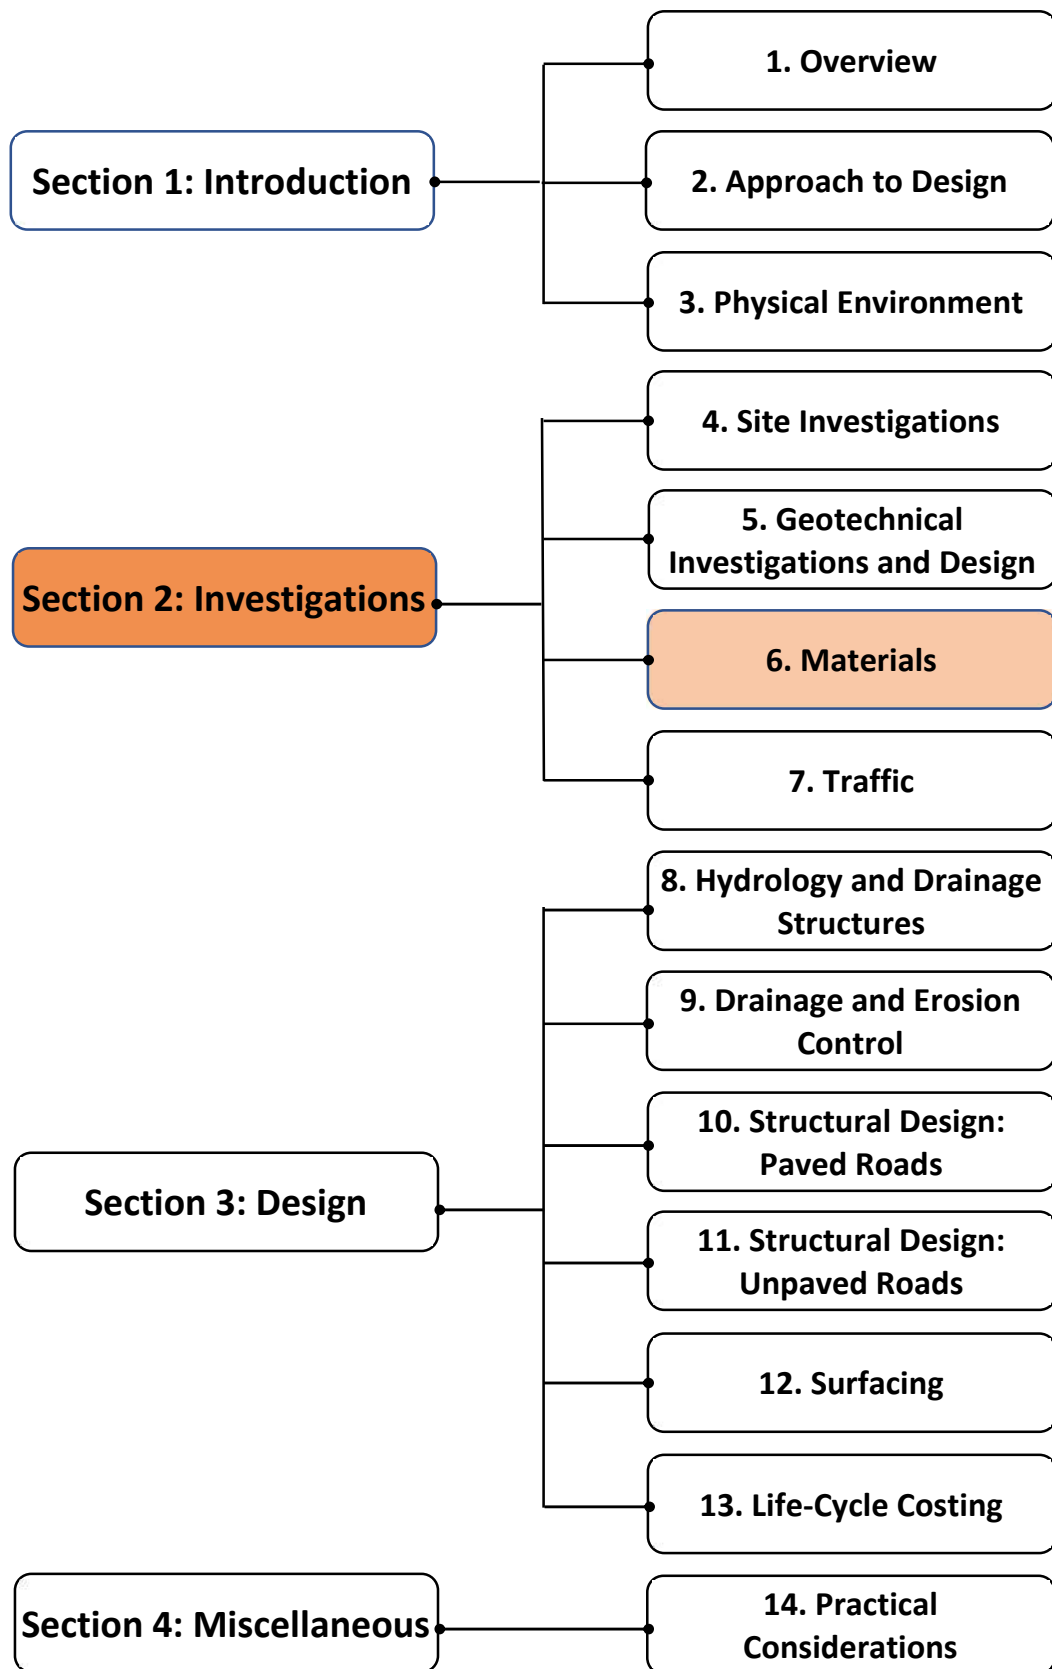 Section 1: Introduction
1. Overview
2. Approach to Design
3. Physical Environment
Section 2: Investigations
4. Site Investigations
5. Geotechnical
Investigations and Design
6. Materials
7. Traffic
Section 3: Design
8. Hydrology and Drainage
Structures
9. Drainage and Erosion
Control
10. Structural Design:
Paved Roads
11. Structural Design:
Unpaved Roads
12. Surfacing
13. Life-Cycle Costing
Section 4: Miscellaneous
14. Practical
Considerations